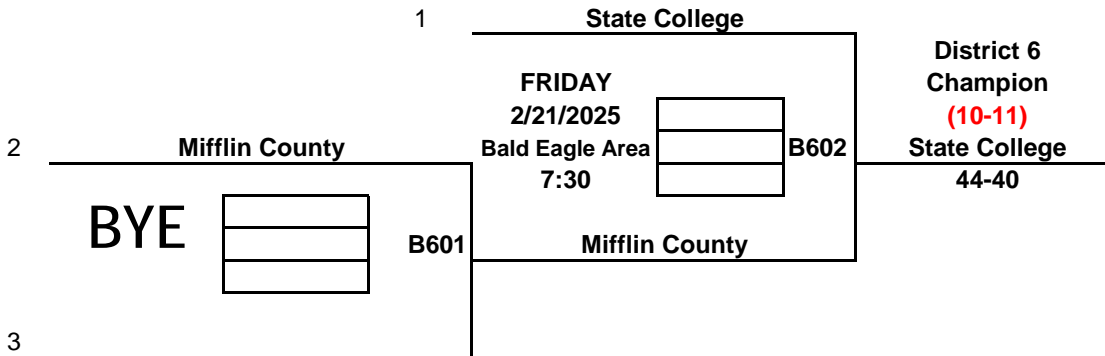 1 State College
District 6
Champion
(10-11)
State College
44-40
FRIDAY
2/21/2025
Bald Eagle Area
7:30
B602
2 Mifflin County
BYE
B601
Mifflin County
3